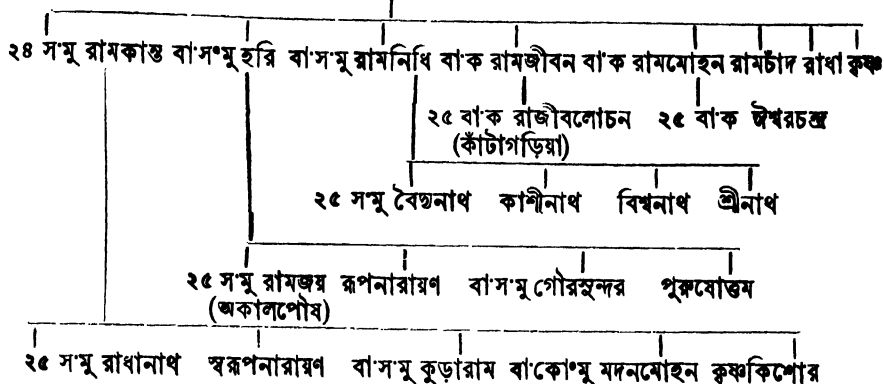 ২৪ স'মু রামকান্ত বা'স°মু হরি বা'স'মু রামনিধি বা'ক রামজীবন বা'ক রামমোহন রামচাঁদ রাধা কৃষ্ণ
২৫ বা'ক রাজীবলোচন ২৫ বা'ক ঈশ্বরচন্দ্র
(কাঁটাগড়িয়া)
২৫ স'মু বৈদ্যনাথ কাশীনাথ বিশ্বনাথ শ্রীনাথ
২৫ স'মু রামজয় রূপনারায়ণ বা'স'মু গৌরসুন্দর পুরুষোত্তম
(অকালপৌষ)
২৫ স'মু রাধানাথ স্বরূপনারায়ণ বা'স'মু কুড়ারাম বা'কো°মু মদনমোহন কৃষ্ণকিশোর